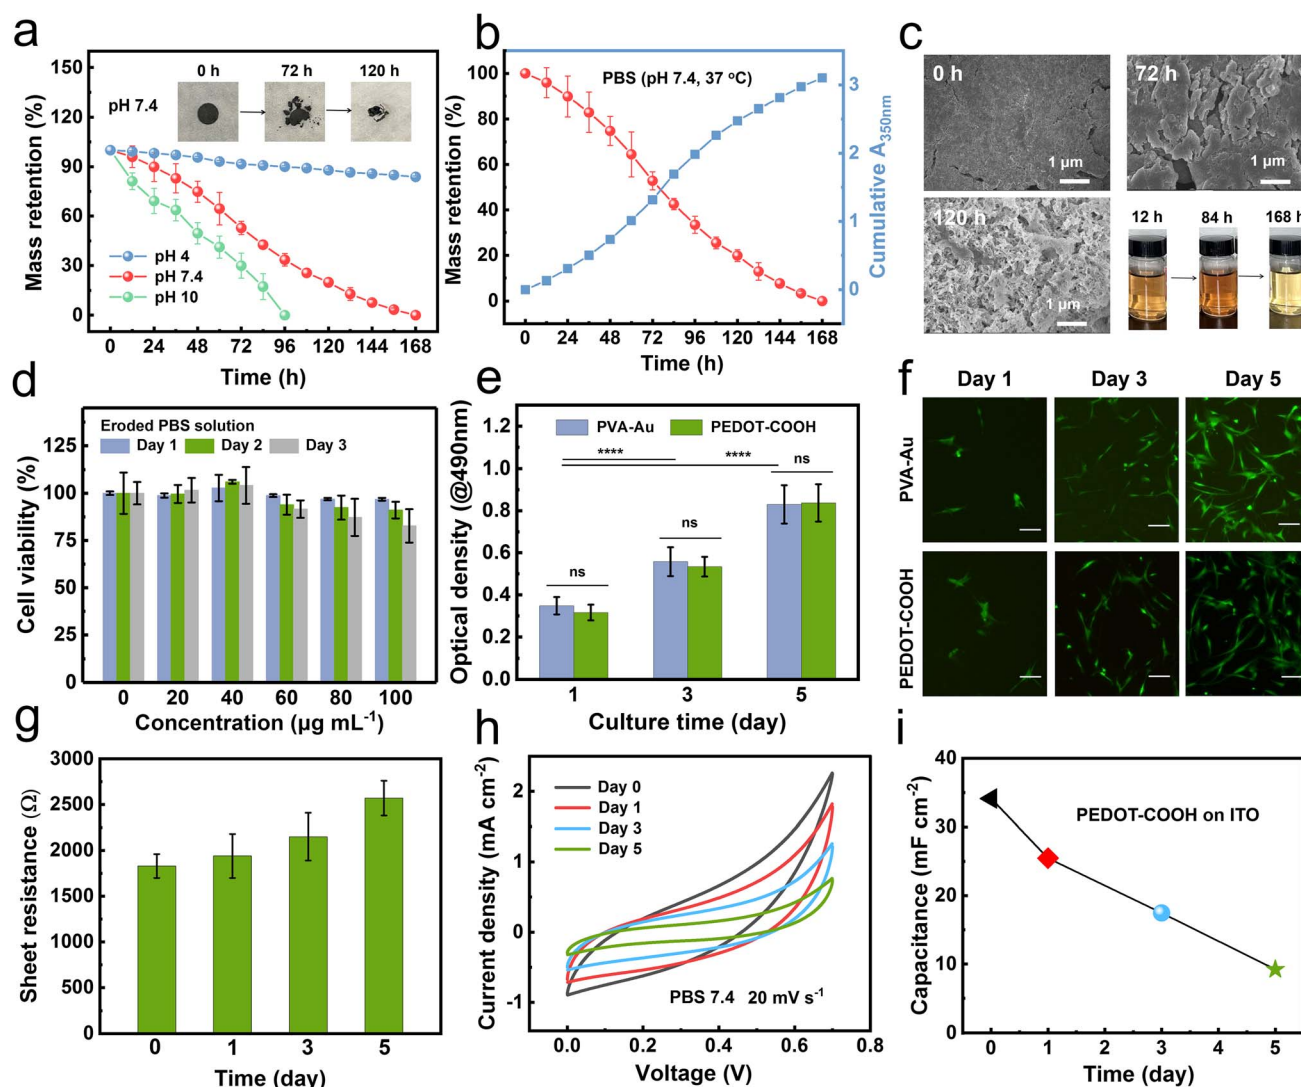 a
150
120
90
60
30
0
Mass retention (%)
0 h
72 h
120 h
pH 7.4
pH 4
pH 7.4
pH 10
0 24 48 72 96 120 144 168
Time (h)
b
100
80
60
40
20
0
Mass retention (%)
PBS (pH 7.4, 37 °C)
3
2
1
0
Cumulative A350nm
0 24 48 72 96 120 144 168
Time (h)
c
0 h
1 µm
72 h
1 µm
120 h
1 µm
12 h
84 h
168 h
d
125
100
75
50
25
0
Cell viability (%)
Eroded PBS solution
Day 1 Day 2 Day 3
0 20 40 60 80 100
Concentration (µg mL⁻¹)
e
1.2
1.0
0.8
0.6
0.4
0.2
Optical density (@490nm)
PVA-Au PEDOT-COOH
**** ****
ns
ns
ns
1 3 5
Culture time (day)
f
Day 1 Day 3 Day 5
PVA-Au
PEDOT-COOH
g
3000
2500
2000
1500
1000
500
0
Sheet resistance (Ω)
0 1 3 5
Time (day)
h
2
1
0
-1
Current density (mA cm⁻²)
Day 0
Day 1
Day 3
Day 5
PBS 7.4 20 mV s⁻¹
0.0 0.2 0.4 0.6 0.8
Voltage (V)
i
40
30
20
10
0
Capacitance (mF cm⁻²)
PEDOT-COOH on ITO
0 1 2 3 4 5
Time (day)